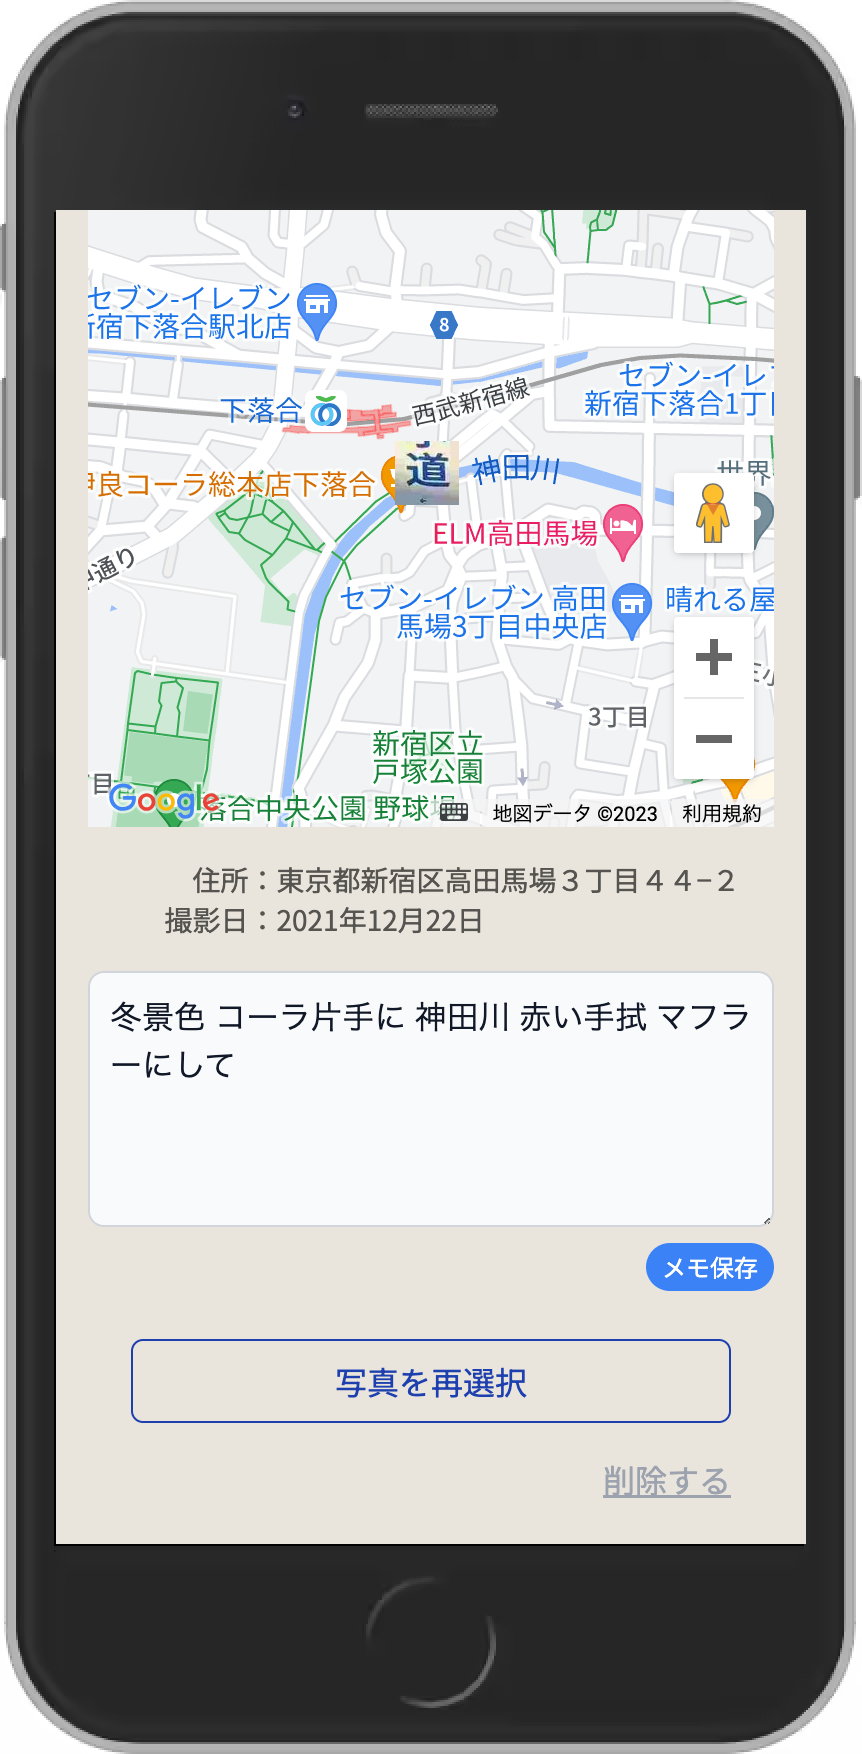 セブン-イレブン
新宿下落合駅北店
8
セブン-イレブ
新宿下落合1丁目
下落合
西武新宿線
道
神田川
世界
伊良コーラ総本店下落合
ELM高田馬場
中通り
セブン-イレブン 高田
馬場3丁目中央店
晴れる屋
3丁目
新宿区立
戸塚公園
丁目
Google
落合中央公園 野球場
地図データ ©2023
利用規約
住所：東京都新宿区高田馬場３丁目４４−２
撮影日：2021年12月22日
冬景色 コーラ片手に 神田川 赤い手拭 マフラ
ーにして
メモ保存
写真を再選択
削除する